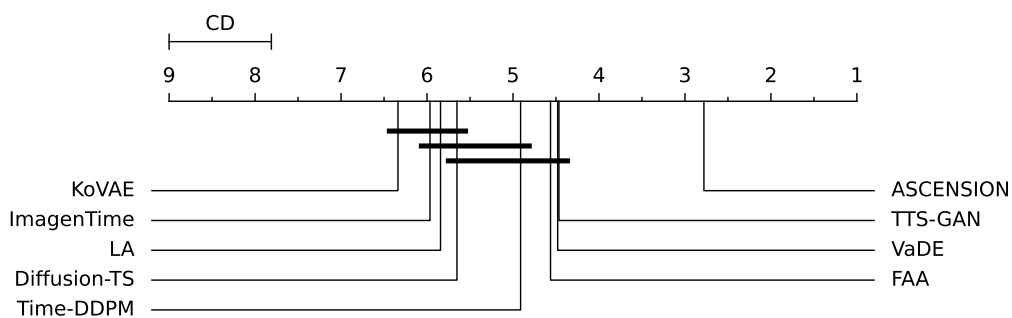 CD
9 8 7 6 5 4 3 2 1
KoVAE ASCENSION
ImagenTime TTS-GAN
LA VaDE
Diffusion-TS FAA
Time-DDPM